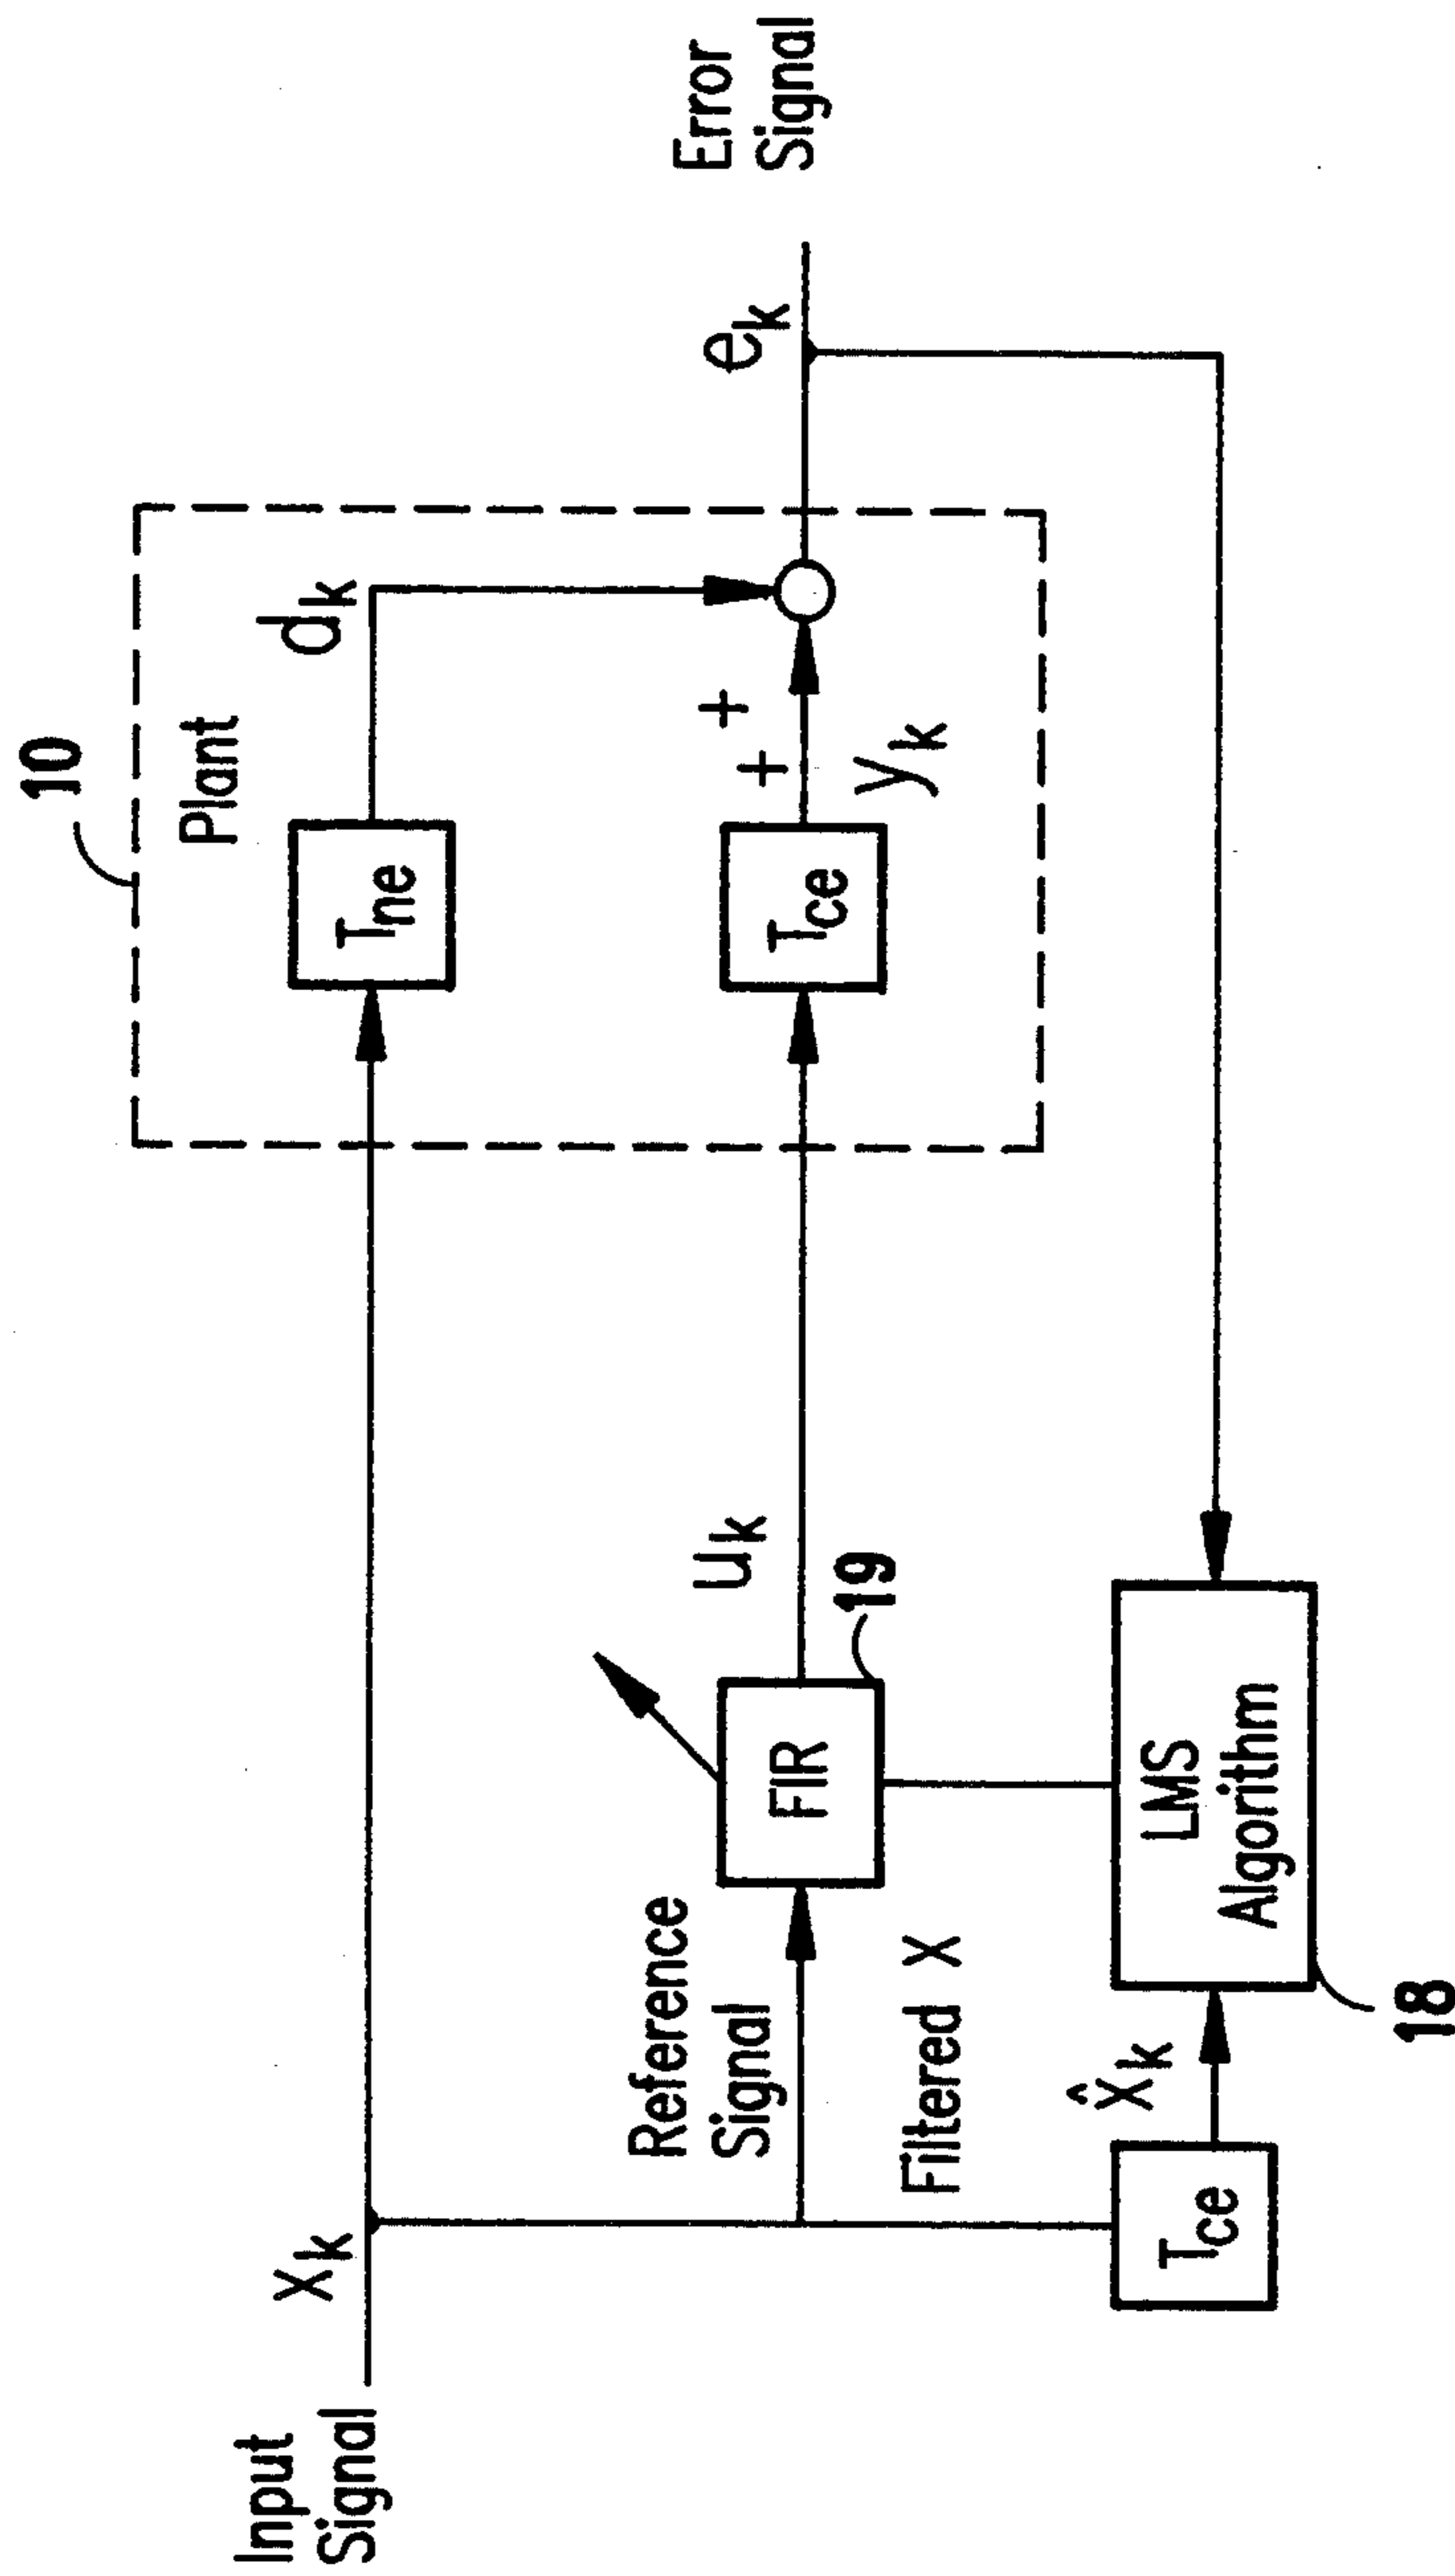 10
Plant
Input
Signal
x_k
T_ne
d_k
Error
Signal
Reference
Signal
FIR
19
u_k
T_ce
+
+
y_k
e_k
Filtered X
T_ce
x̂_k
LMS
Algorithm
18